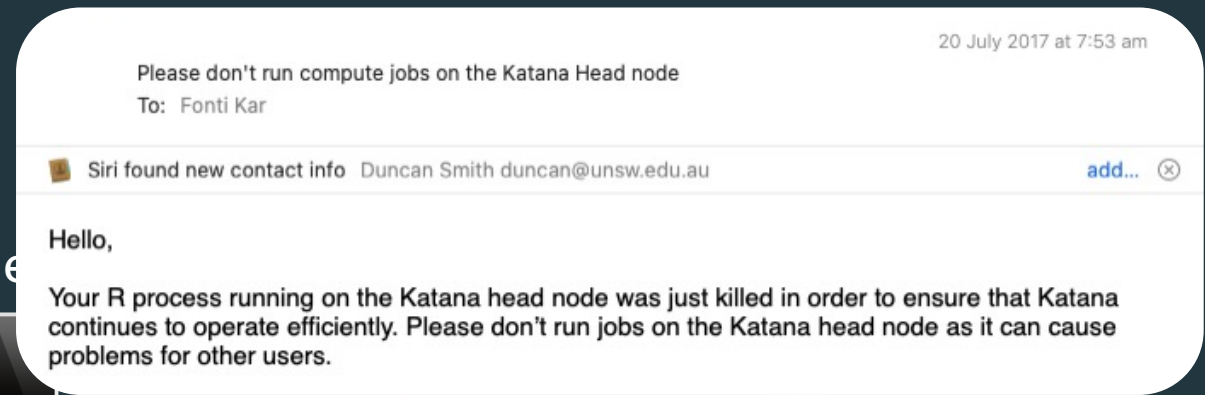 20 July 2017 at 7:53 am
Please don't run compute jobs on the Katana Head node
To: Fonti Kar
Siri found new contact info Duncan Smith duncan@unsw.edu.au add...
Hello,
e
Your R process running on the Katana head node was just killed in order to ensure that Katana
continues to operate efficiently. Please don’t run jobs on the Katana head node as it can cause
problems for other users.